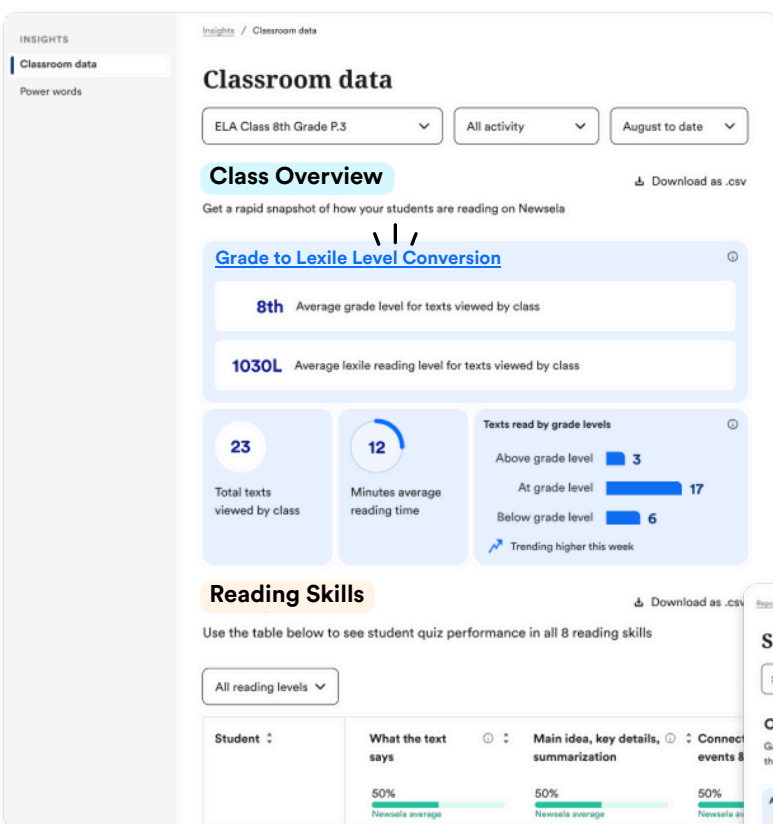 INSIGHTS
Classroom data
Power words
Insights / Classroom data
Classroom data
ELA Class 8th Grade P.3
All activity
August to date
Class Overview
Download as .csv
Get a rapid snapshot of how your students are reading on Newsela
Grade to Lexile Level Conversion
8th Average grade level for texts viewed by class
1030L Average lexile reading level for texts viewed by class
23
Total texts
viewed by class
12
Minutes average
reading time
Texts read by grade levels
Above grade level 3
At grade level 17
Below grade level 6
Trending higher this week
Reading Skills
Download as .csv
Use the table below to see student quiz performance in all 8 reading skills
All reading levels
Student
What the text
says
50%
Newsela average
Main idea, key details,
summarization
50%
Newsela average
Connect
events &
50%
Newsela av